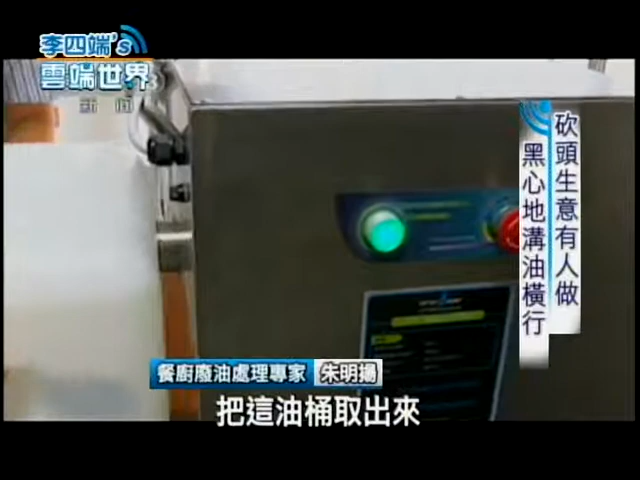 李四端's
雲端世界
新聞
砍頭生意有人做
黑心地溝油橫行
餐廚廢油處理專家 朱明揚
把這油桶取出來